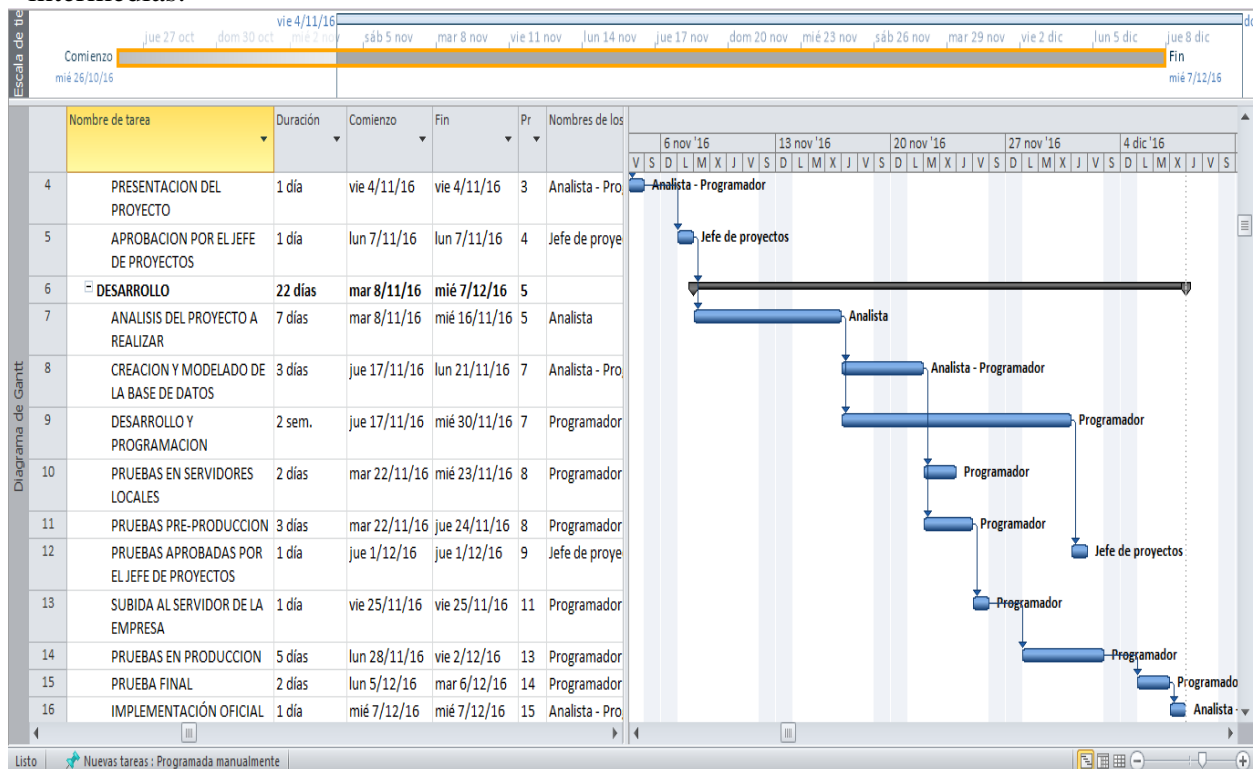 vie 4/11/16
jue 27 oct dom 30 oct mié 2 nov sáb 5 nov mar 8 nov vie 11 nov lun 14 nov jue 17 nov dom 20 nov mié 23 nov sáb 26 nov mar 29 nov vie 2 dic lun 5 dic jue 8 dic
Comienzo
mié 26/10/16
Fin
mié 7/12/16
Nombre de tarea Duración Comienzo Fin Pr Nombres de los
6 nov '16 13 nov '16 20 nov '16 27 nov '16 4 dic '16
V S D L M X J V S D L M X J V S D L M X J V S D L M X J V S D L M X J V S
4 PRESENTACION DEL 1 día vie 4/11/16 vie 4/11/16 3 Analista - Pro Analista - Programador
PROYECTO
5 APROBACION POR EL JEFE 1 día lun 7/11/16 lun 7/11/16 4 Jefe de proye Jefe de proyectos
DE PROYECTOS
6 DESARROLLO 22 días mar 8/11/16 mié 7/12/16 5
7 ANALISIS DEL PROYECTO A 7 días mar 8/11/16 mié 16/11/16 5 Analista Analista
REALIZAR
8 CREACION Y MODELADO DE 3 días jue 17/11/16 lun 21/11/16 7 Analista - Pro Analista - Programador
LA BASE DE DATOS
9 DESARROLLO Y 2 sem. jue 17/11/16 mié 30/11/16 7 Programador Programador
PROGRAMACION
10 PRUEBAS EN SERVIDORES 2 días mar 22/11/16 mié 23/11/16 8 Programador Programador
LOCALES
11 PRUEBAS PRE-PRODUCCION 3 días mar 22/11/16 jue 24/11/16 8 Programador Programador
12 PRUEBAS APROBADAS POR 1 día jue 1/12/16 jue 1/12/16 9 Jefe de proye Jefe de proyectos
EL JEFE DE PROYECTOS
13 SUBIDA AL SERVIDOR DE LA 1 día vie 25/11/16 vie 25/11/16 11 Programador Programador
EMPRESA
14 PRUEBAS EN PRODUCCION 5 días lun 28/11/16 vie 2/12/16 13 Programador Programador
15 PRUEBA FINAL 2 días lun 5/12/16 mar 6/12/16 14 Programador Programado
16 IMPLEMENTACIÓN OFICIAL 1 día mié 7/12/16 mié 7/12/16 15 Analista - Pro Analista -
Escala de tie
Diagrama de Gantt
Listo Nuevas tareas : Programada manualmente